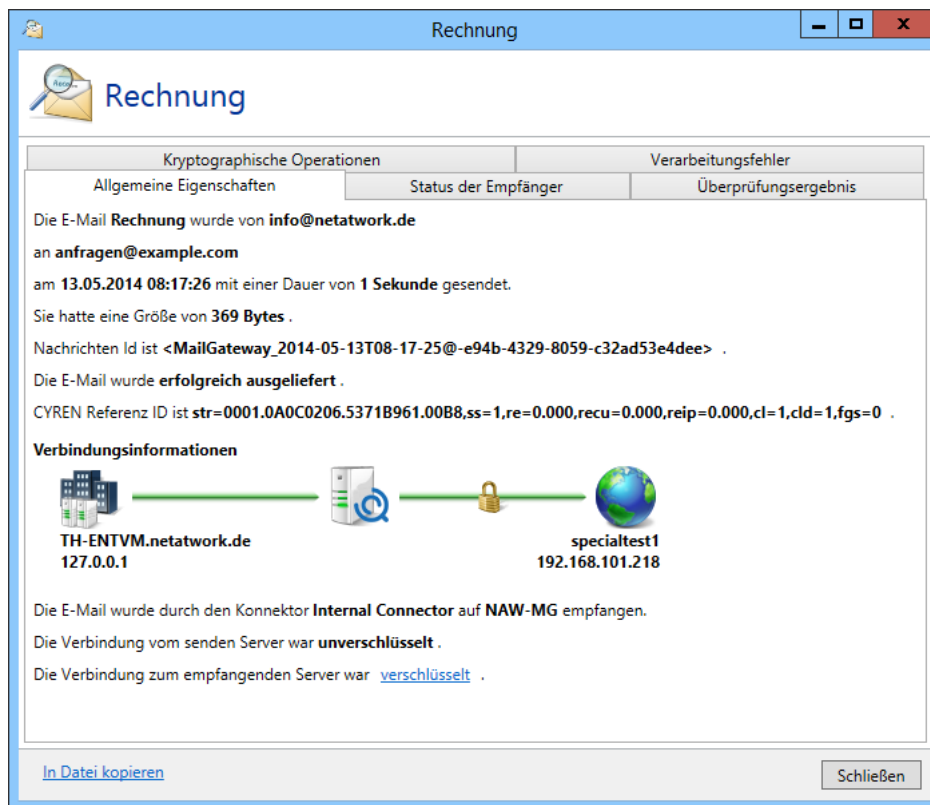 Rechnung
Rechnung
Kryptographische Operationen
Verarbeitungsfehler
Allgemeine Eigenschaften
Status der Empfänger
Überprüfungsergebnis
Die E-Mail Rechnung wurde von info@netatwork.de
an anfragen@example.com
am 13.05.2014 08:17:26 mit einer Dauer von 1 Sekunde gesendet.
Sie hatte eine Größe von 369 Bytes .
Nachrichten Id ist <MailGateway_2014-05-13T08-17-25@-e94b-4329-8059-c32ad53e4dee> .
Die E-Mail wurde erfolgreich ausgeliefert .
CYREN Referenz ID ist str=0001.0A0C0206.5371B961.00B8,ss=1,re=0.000,recu=0.000,reip=0.000,cl=1,cld=1,fgs=0 .
Verbindungsinformationen
TH-ENTVM.netatwork.de
127.0.0.1
specialtest1
192.168.101.218
Die E-Mail wurde durch den Konnektor Internal Connector auf NAW-MG empfangen.
Die Verbindung vom senden Server war unverschlüsselt .
Die Verbindung zum empfangenden Server war verschlüsselt .
In Datei kopieren
Schließen